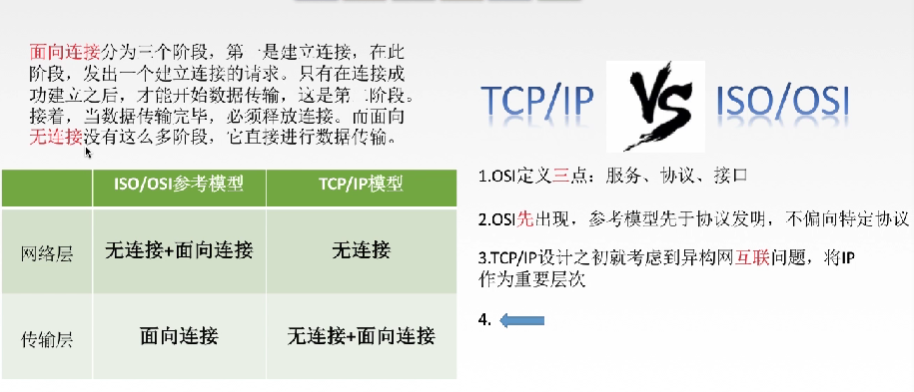 面向连接分为三个阶段，第一是建立连接，在此
阶段，发出一个建立连接的请求。只有在连接成
功建立之后，才能开始数据传输，这是第二阶段。
接着，当数据传输完毕，必须释放连接。而面向
无连接没有这么多阶段，它直接进行数据传输。
ISO/OSI参考模型 TCP/IP模型
网络层 无连接+面向连接 无连接
传输层 面向连接 无连接+面向连接
TCP/IP VS ISO/OSI
1.OSI定义三点：服务、协议、接口
2.OSI先出现，参考模型先于协议发明，不偏向特定协议
3.TCP/IP设计之初就考虑到异构网互联问题，将IP
作为重要层次
4.